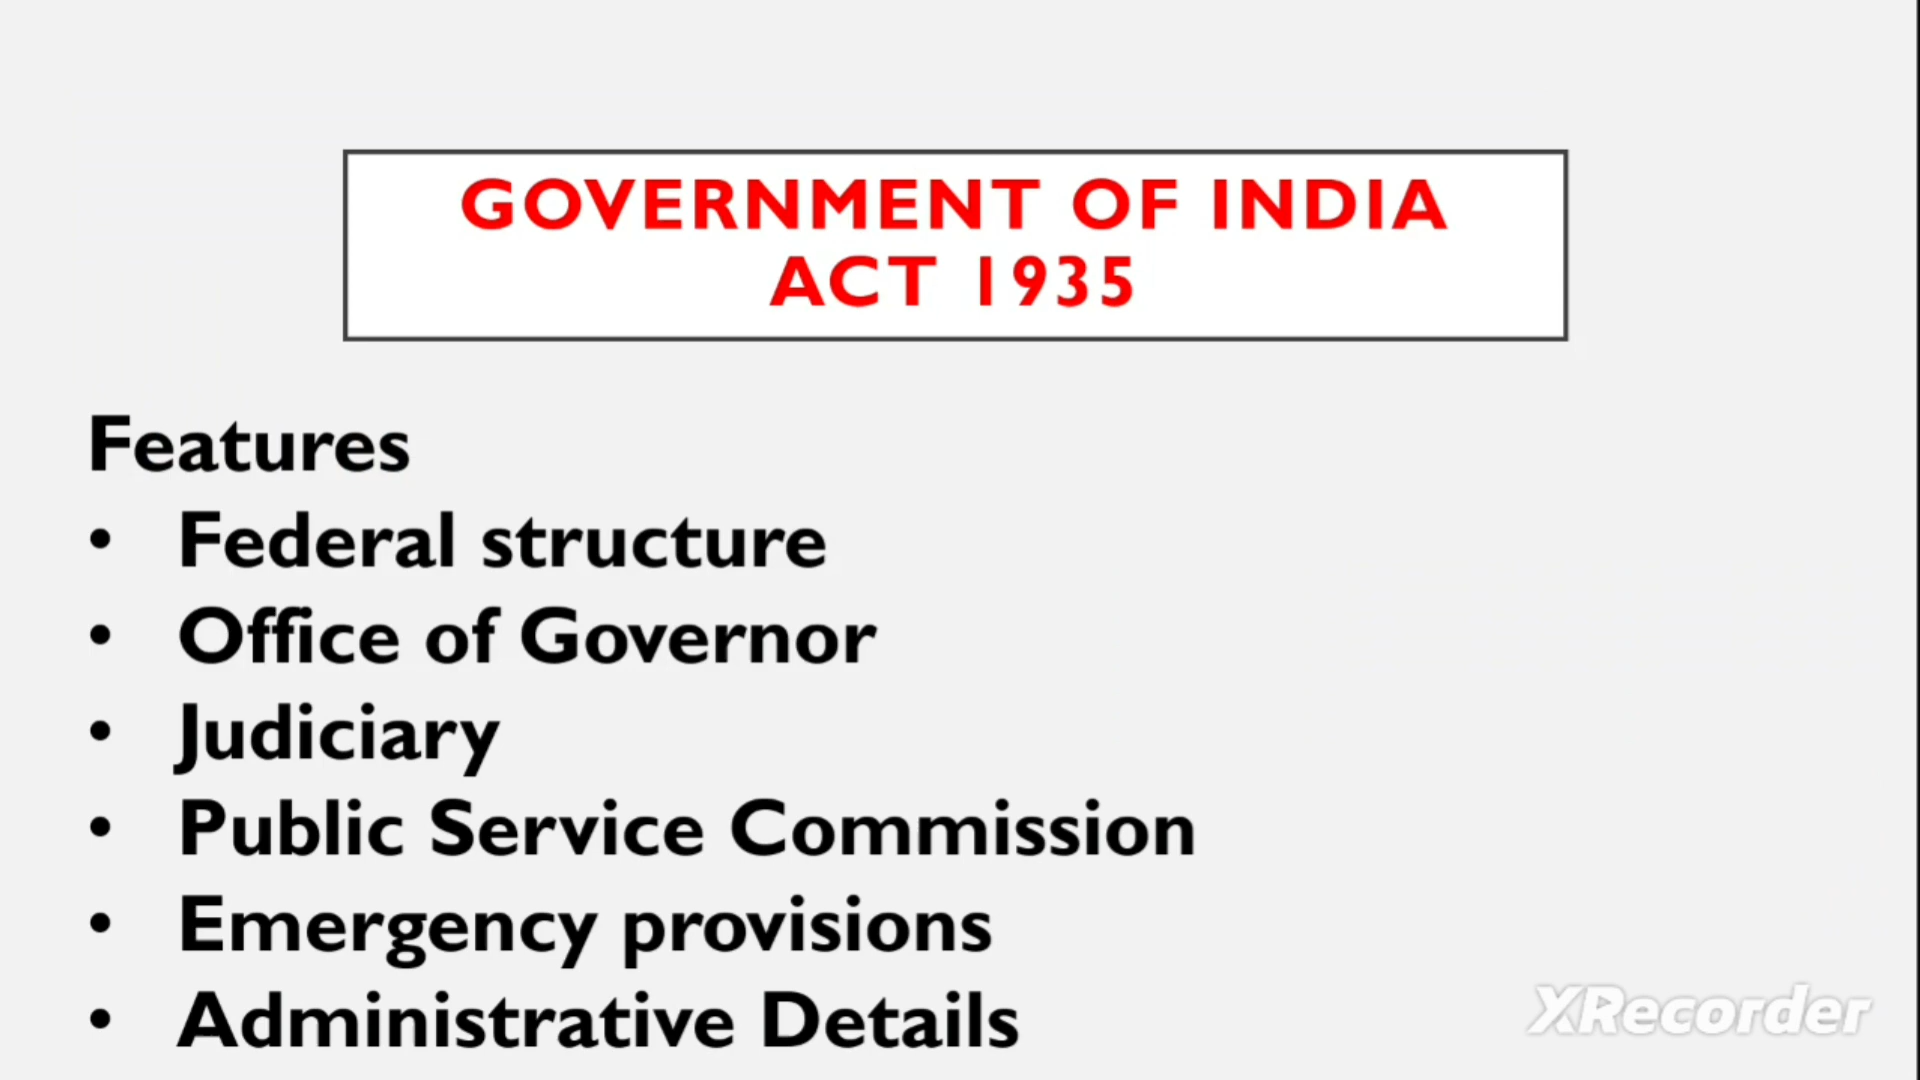 GOVERNMENT OF INDIA
ACT 1935
Features
• Federal structure
• Office of Governor
• Judiciary
• Public Service Commission
• Emergency provisions
• Administrative Details
XRecorder